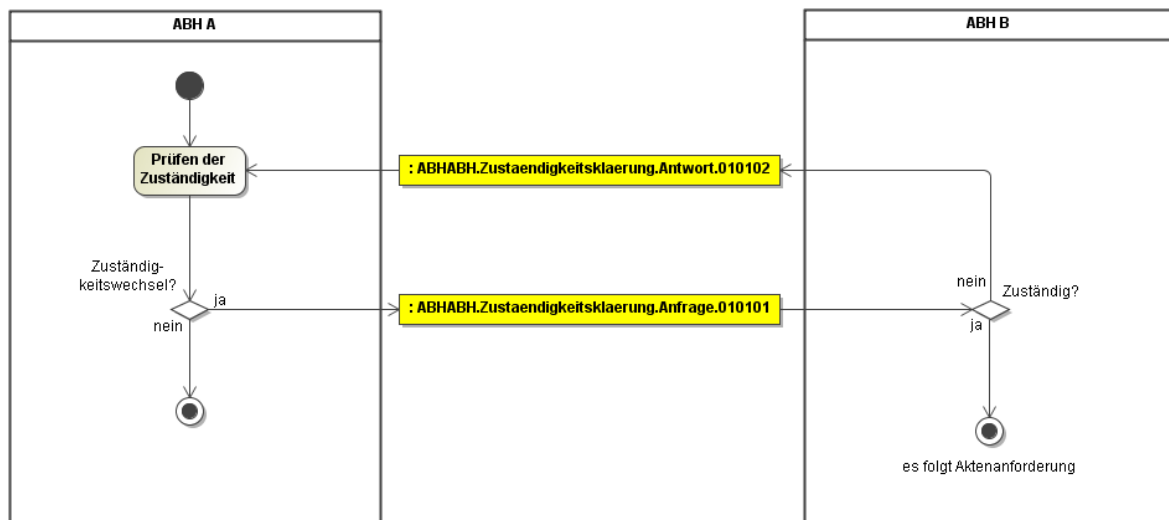 ABH A
ABH B
Prüfen der
Zuständigkeit
: ABHABH.Zustaendigkeitsklaerung.Antwort.010102
Zuständig-
keitswechsel?
ja
nein
: ABHABH.Zustaendigkeitsklaerung.Anfrage.010101
nein
Zuständig?
ja
es folgt Aktenanforderung